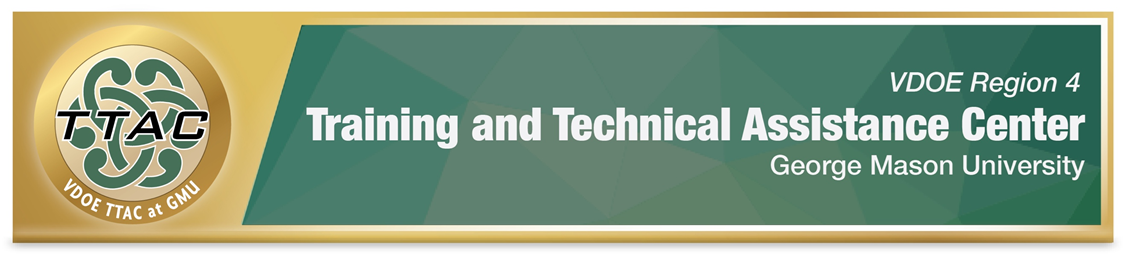 TTAC
VDOE TTAC at GMU
VDOE Region 4
Training and Technical Assistance Center
George Mason University